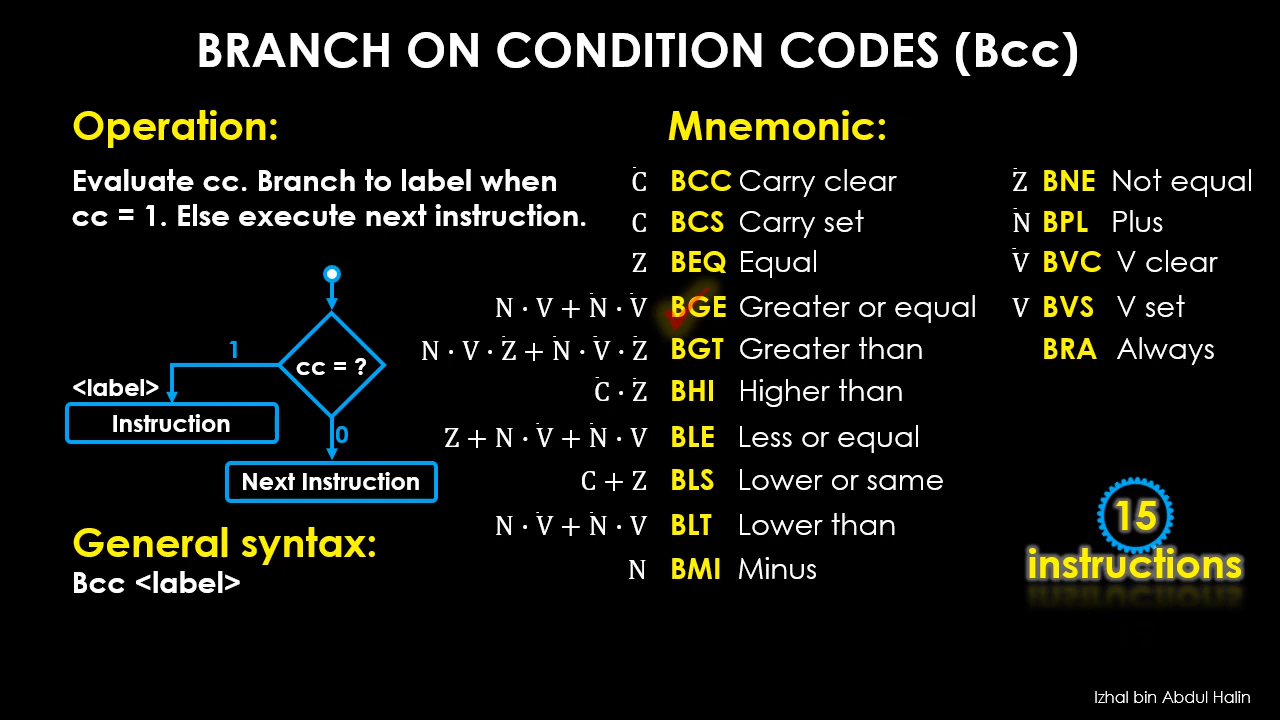 BRANCH ON CONDITION CODES (Bcc)
Operation:
Evaluate cc. Branch to label when
cc = 1. Else execute next instruction.
1
cc = ?
<label>
Instruction
0
Next Instruction
General syntax:
Bcc <label>
Mnemonic:
C̄ BCC Carry clear
C BCS Carry set
Z BEQ Equal
N · V + N̄ · V̄ BGE Greater or equal
N · V · Z̄ + N̄ · V̄ · Z̄ BGT Greater than
C̄ · Z̄ BHI Higher than
Z + N · V̄ + N̄ · V BLE Less or equal
C + Z BLS Lower or same
N · V̄ + N̄ · V BLT Lower than
N BMI Minus
Z̄ BNE Not equal
N̄ BPL Plus
V̄ BVC V clear
V BVS V set
BRA Always
15
instructions
Izhal bin Abdul Halin